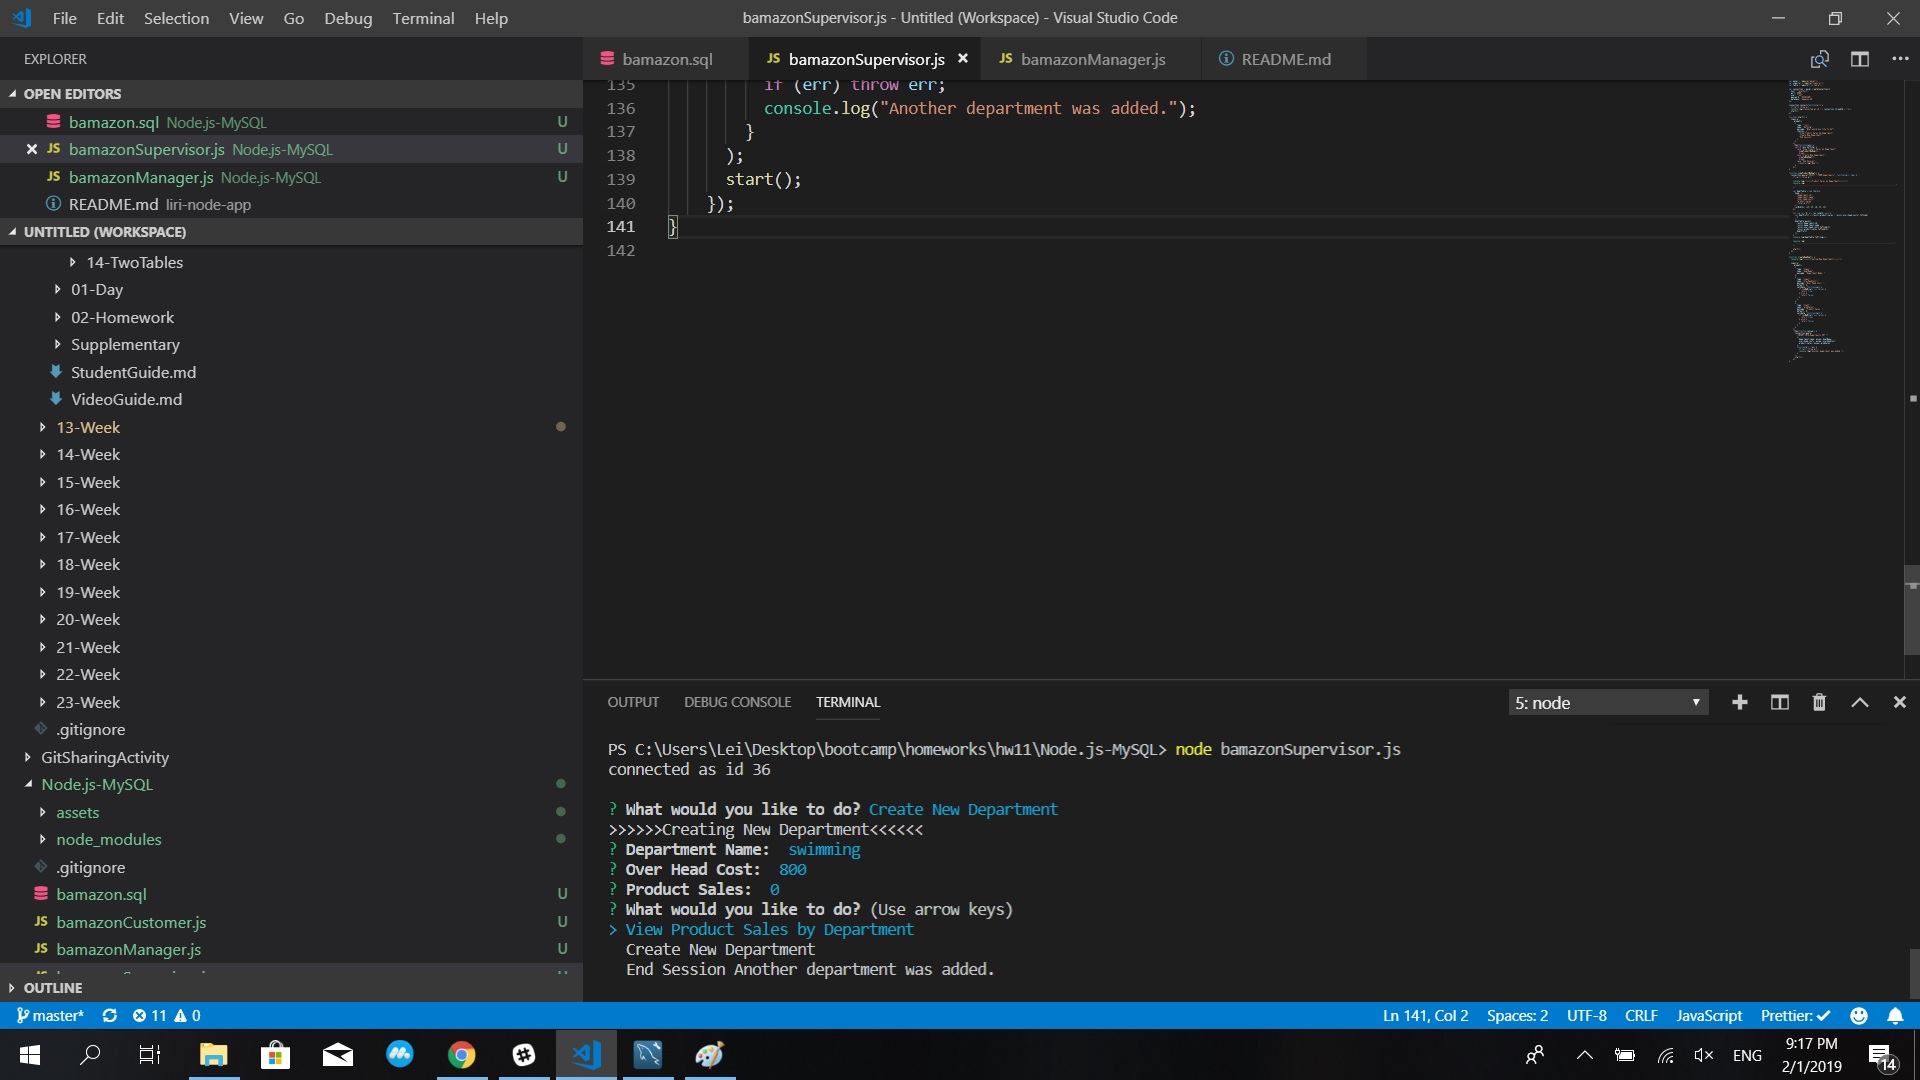 File Edit Selection View Go Debug Terminal Help
bamazonSupervisor.js - Untitled (Workspace) - Visual Studio Code
EXPLORER
OPEN EDITORS
bamazon.sql Node.js-MySQL U
bamazonSupervisor.js Node.js-MySQL U
bamazonManager.js Node.js-MySQL U
README.md liri-node-app
UNTITLED (WORKSPACE)
14-TwoTables
01-Day
02-Homework
Supplementary
StudentGuide.md
VideoGuide.md
13-Week
14-Week
15-Week
16-Week
17-Week
18-Week
19-Week
20-Week
21-Week
22-Week
23-Week
.gitignore
GitSharingActivity
Node.js-MySQL
assets
node_modules
.gitignore
bamazon.sql U
JS bamazonCustomer.js U
JS bamazonManager.js U
OUTLINE
bamazon.sql
JS bamazonSupervisor.js
JS bamazonManager.js
README.md
135 if (err) throw err;
136 console.log("Another department was added.");
137 }
138 );
139 start();
140 });
141 }
142
OUTPUT DEBUG CONSOLE TERMINAL
5: node
PS C:\Users\Lei\Desktop\bootcamp\homeworks\hw11\Node.js-MySQL> node bamazonSupervisor.js
connected as id 36
? What would you like to do? Create New Department
>>>>>>Creating New Department<<<<<<
? Department Name: swimming
? Over Head Cost: 800
? Product Sales: 0
? What would you like to do? (Use arrow keys)
> View Product Sales by Department
Create New Department
End Session Another department was added.
master* 11 0
Ln 141, Col 2 Spaces: 2 UTF-8 CRLF JavaScript Prettier: ✓
ENG
9:17 PM
2/1/2019
14